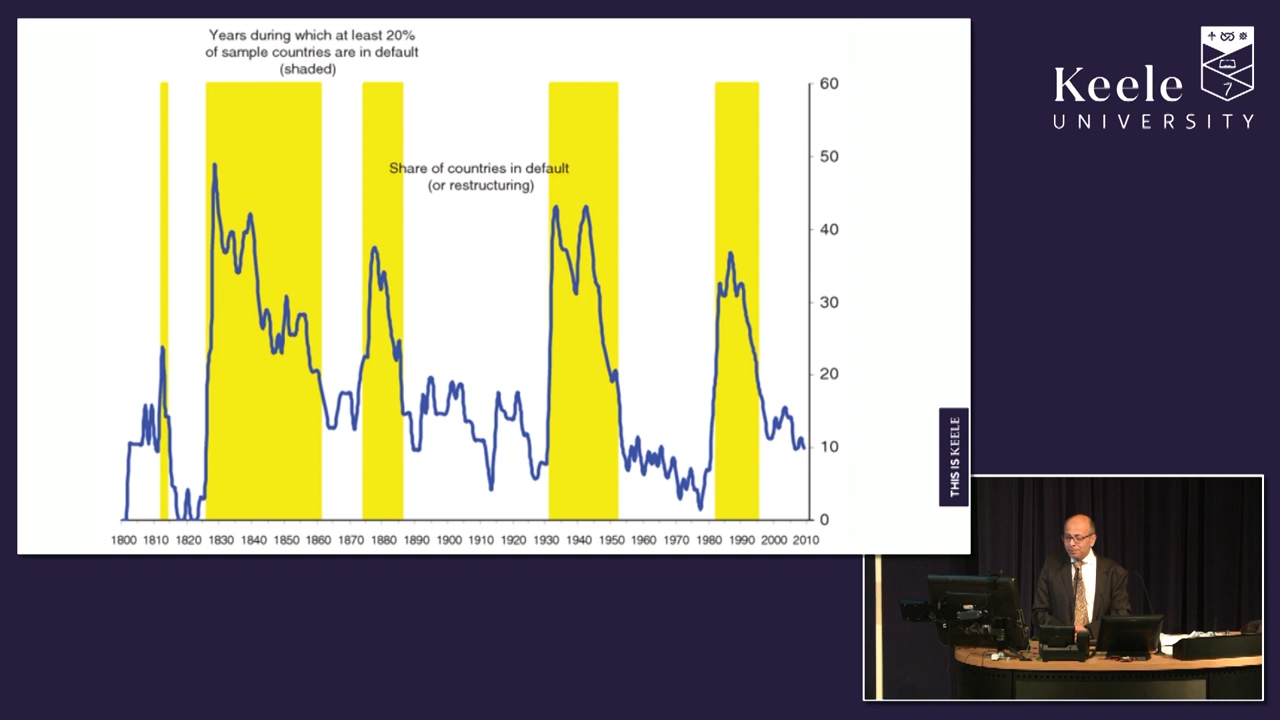 Years during which at least 20%
of sample countries are in default
(shaded)
Share of countries in default
(or restructuring)
60
50
40
30
20
10
0
1800 1810 1820 1830 1840 1850 1860 1870 1880 1890 1900 1910 1920 1930 1940 1950 1960 1970 1980 1990 2000 2010
Keele
UNIVERSITY
THIS IS KEELE